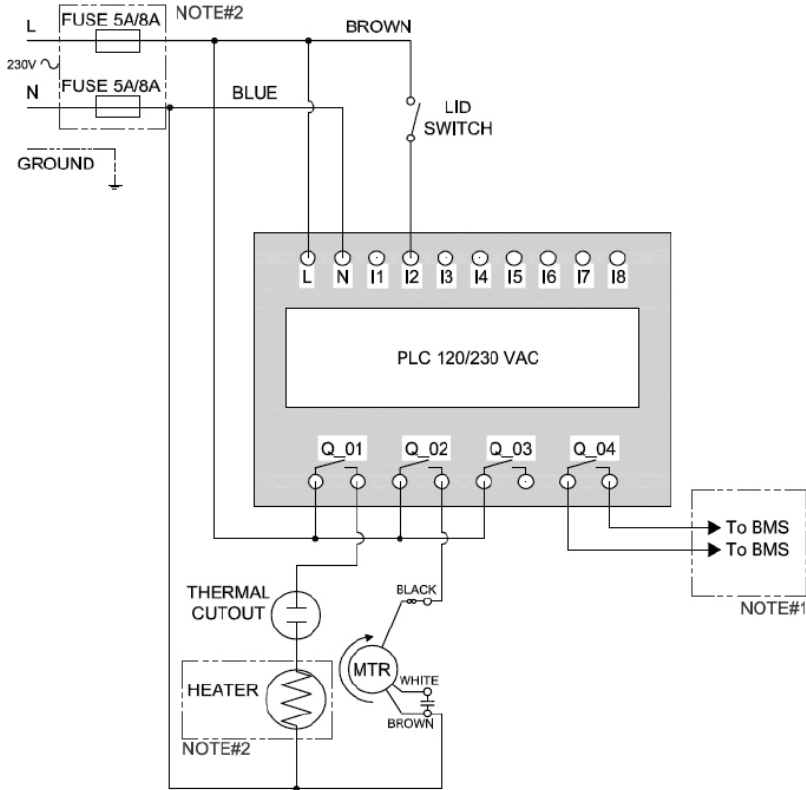 L
FUSE 5A/8A
NOTE#2
BROWN
230V
N
FUSE 5A/8A
BLUE
LID
SWITCH
GROUND
L N I1 I2 I3 I4 I5 I6 I7 I8
PLC 120/230 VAC
Q_01 Q_02 Q_03 Q_04
To BMS
To BMS
NOTE#1
THERMAL
CUTOUT
BLACK
MTR
WHITE
BROWN
HEATER
NOTE#2